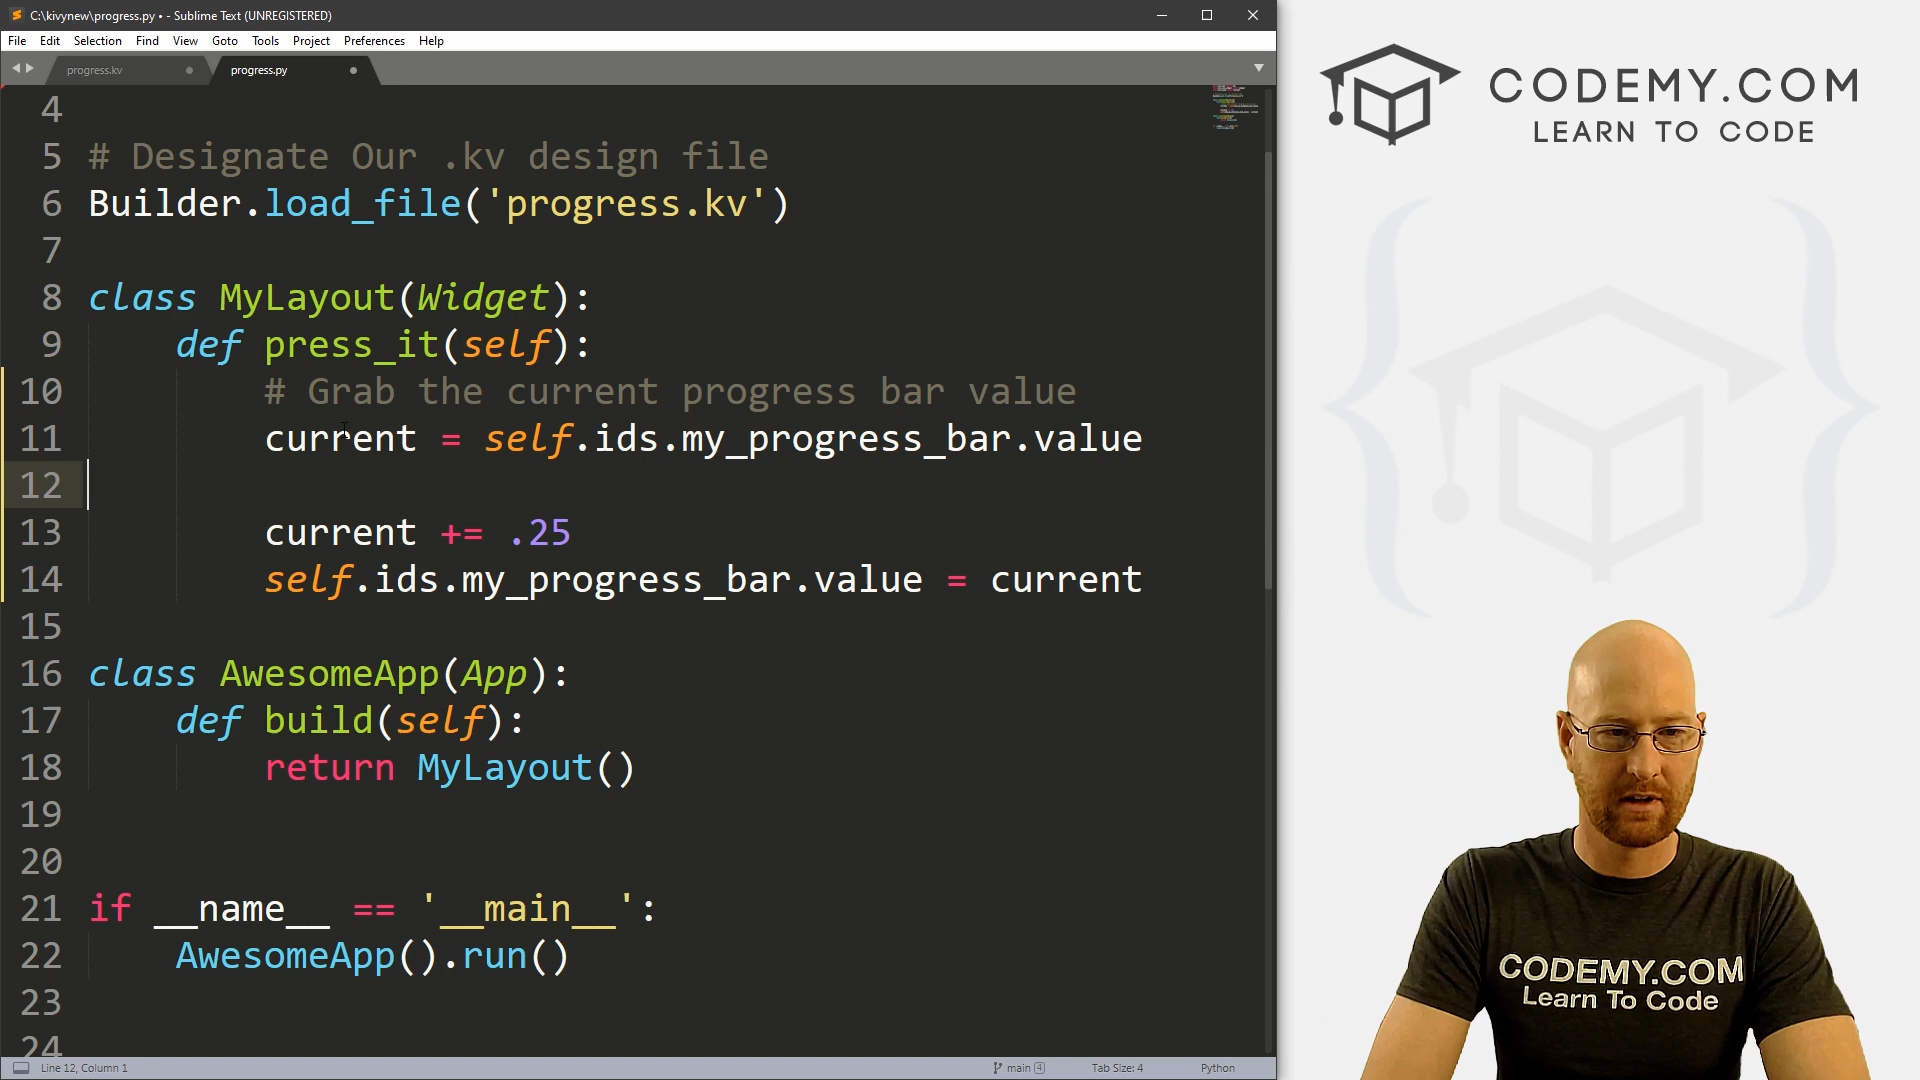 C:\kivynew\progress.py • - Sublime Text (UNREGISTERED)
File Edit Selection Find View Goto Tools Project Preferences Help
progress.kv progress.py
4
5 # Designate Our .kv design file
6 Builder.load_file('progress.kv')
7
8 class MyLayout(Widget):
9 def press_it(self):
10 # Grab the current progress bar value
11 current = self.ids.my_progress_bar.value
12
13 current += .25
14 self.ids.my_progress_bar.value = current
15
16 class AwesomeApp(App):
17 def build(self):
18 return MyLayout()
19
20
21 if __name__ == '__main__':
22 AwesomeApp().run()
23
24
Line 12, Column 1 main 4 Tab Size: 4 Python
CODEMY.COM
LEARN TO CODE
CODEMY.COM
Learn To Code